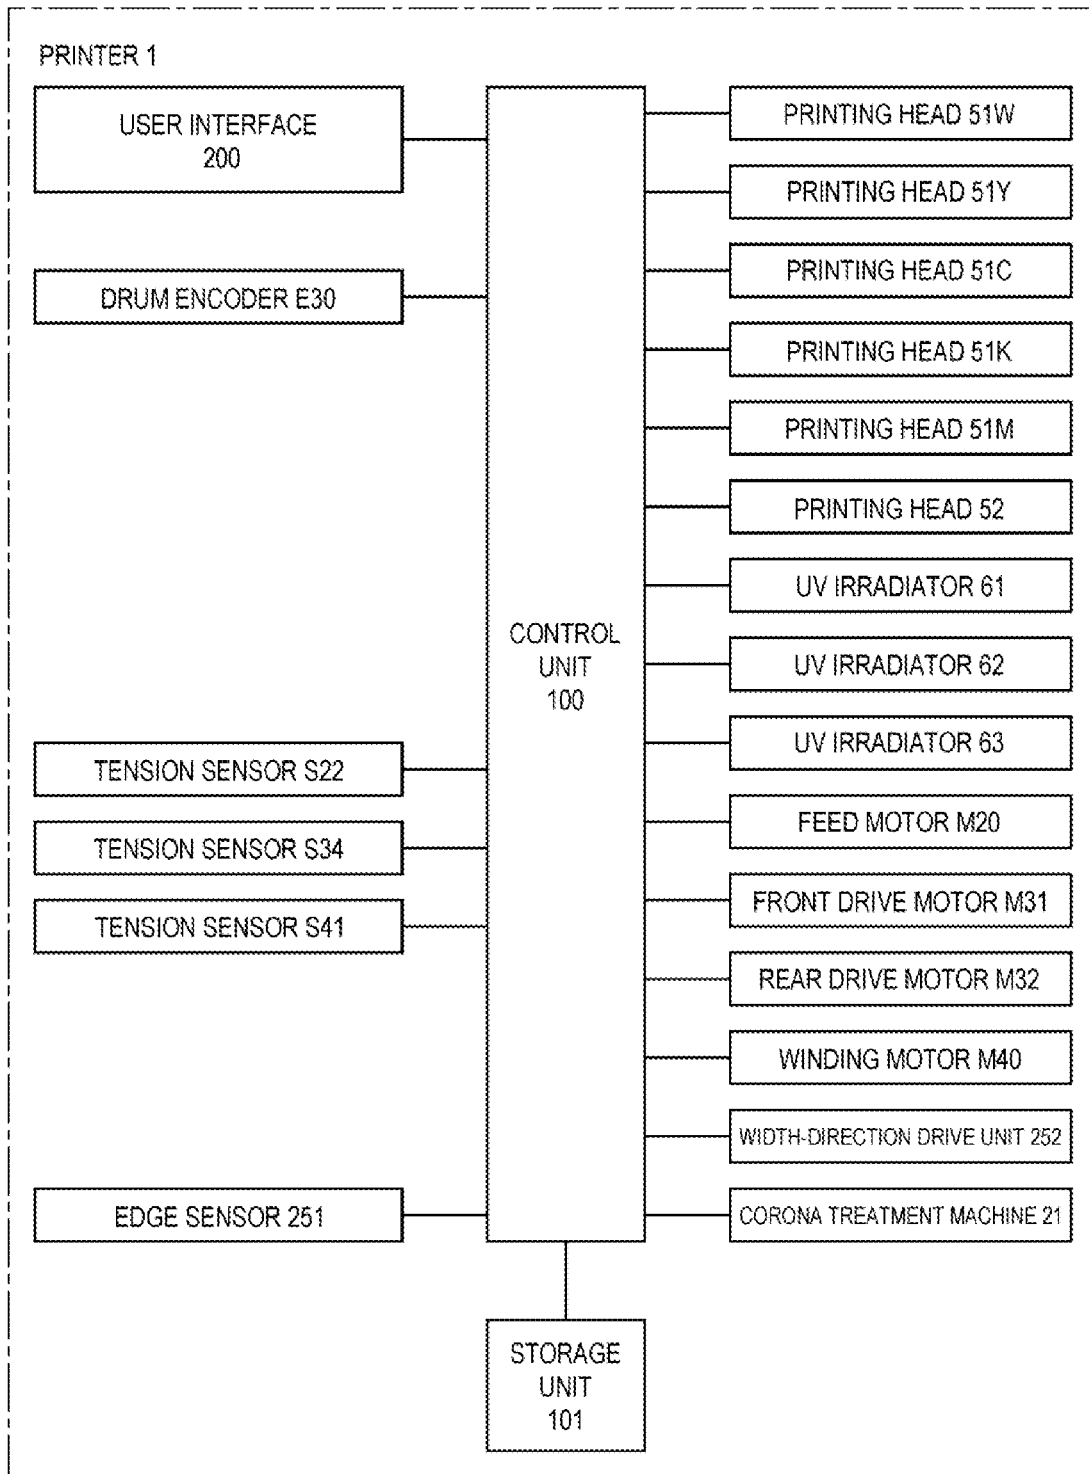 PRINTER 1
USER INTERFACE
200
DRUM ENCODER E30
TENSION SENSOR S22
TENSION SENSOR S34
TENSION SENSOR S41
EDGE SENSOR 251
CONTROL
UNIT
100
STORAGE
UNIT
101
PRINTING HEAD 51W
PRINTING HEAD 51Y
PRINTING HEAD 51C
PRINTING HEAD 51K
PRINTING HEAD 51M
PRINTING HEAD 52
UV IRRADIATOR 61
UV IRRADIATOR 62
UV IRRADIATOR 63
FEED MOTOR M20
FRONT DRIVE MOTOR M31
REAR DRIVE MOTOR M32
WINDING MOTOR M40
WIDTH-DIRECTION DRIVE UNIT 252
CORONA TREATMENT MACHINE 21